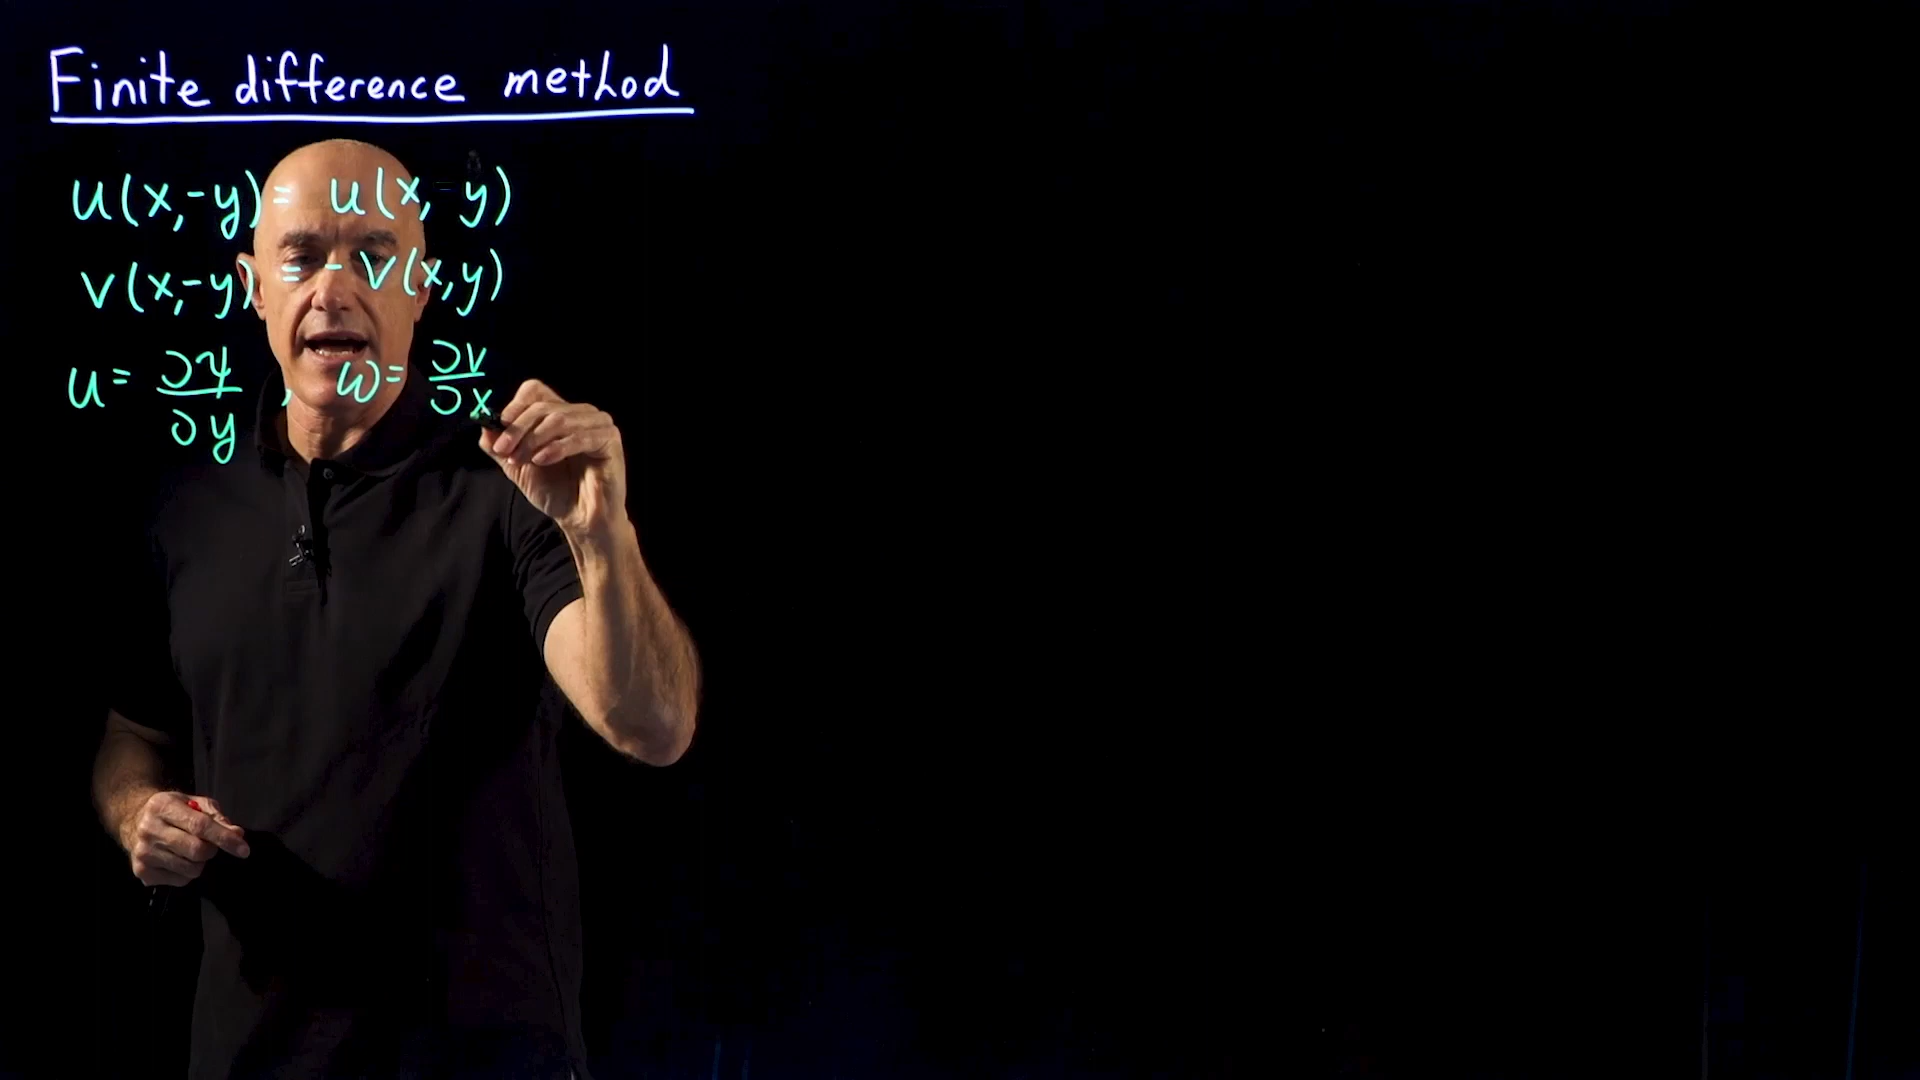 Finite difference method
u(x,-y) = u(x, y)
v(x,-y) = -v(x,y)
u = ∂ψ/∂y , ω = ∂v/∂x